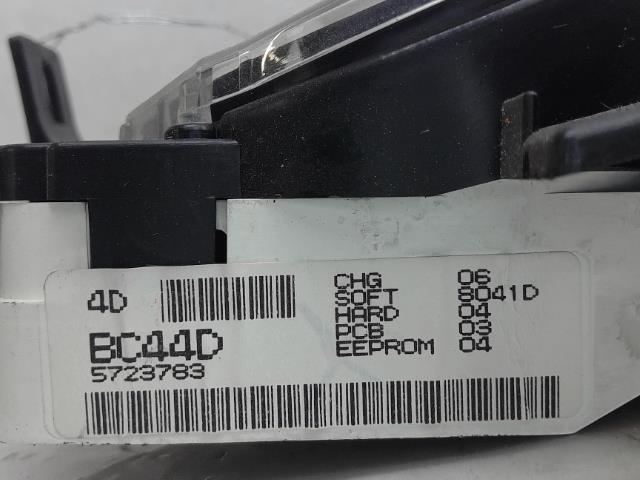 4D
BC44D
5723783
CHG 06
SOFT 8041D
HARD 04
PCB 03
EEPROM 04